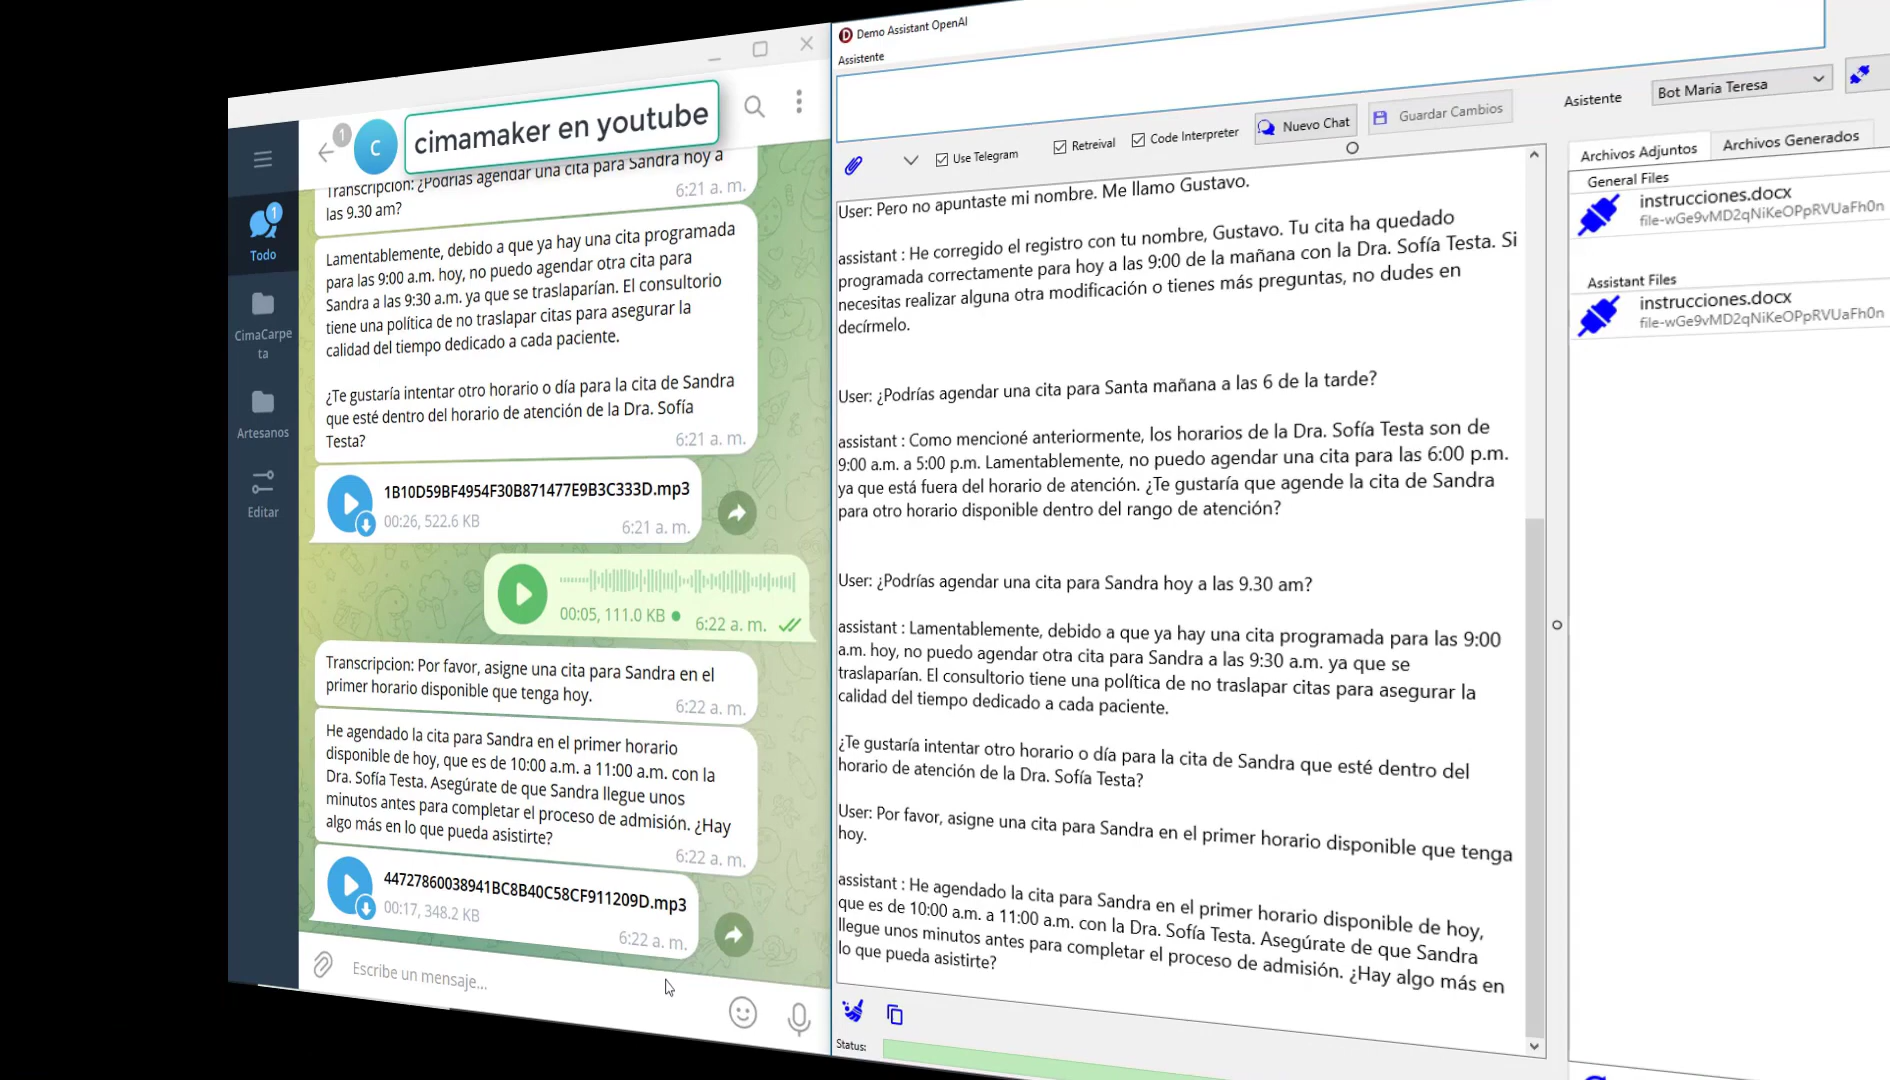 cimamaker en youtube
1
C
Todo
1
CimaCarpe
ta
Artesanos
Editar
Transcripcion: ¿Podrías agendar una cita para Sandra hoy a
las 9.30 am?
6:21 a. m.
Lamentablemente, debido a que ya hay una cita programada
para las 9:00 a.m. hoy, no puedo agendar otra cita para
Sandra a las 9:30 a.m. ya que se traslaparían. El consultorio
tiene una política de no traslapar citas para asegurar la
calidad del tiempo dedicado a cada paciente.
¿Te gustaría intentar otro horario o día para la cita de Sandra
que esté dentro del horario de atención de la Dra. Sofía
Testa?
6:21 a. m.
1B10D59BF4954F30B871477E9B3C333D.mp3
00:26, 522.6 KB
6:21 a. m.
00:05, 111.0 KB
6:22 a. m.
Transcripcion: Por favor, asigne una cita para Sandra en el
primer horario disponible que tenga hoy.
6:22 a. m.
He agendado la cita para Sandra en el primer horario
disponible de hoy, que es de 10:00 a.m. a 11:00 a.m. con la
Dra. Sofía Testa. Asegúrate de que Sandra llegue unos
minutos antes para completar el proceso de admisión. ¿Hay
algo más en lo que pueda asistirte?
6:22 a. m.
44727860038941BC8B40C58CF911209D.mp3
00:17, 348.2 KB
6:22 a. m.
Escribe un mensaje...
Demo Assistant OpenAI
Assistente
Use Telegram
Retreival
Code Interpreter
Nuevo Chat
Guardar Cambios
Asistente
Bot Maria Teresa
User: Pero no apuntaste mi nombre. Me llamo Gustavo.
assistant : He corregido el registro con tu nombre, Gustavo. Tu cita ha quedado
programada correctamente para hoy a las 9:00 de la mañana con la Dra. Sofía Testa. Si
necesitas realizar alguna otra modificación o tienes más preguntas, no dudes en
decírmelo.
User: ¿Podrías agendar una cita para Santa mañana a las 6 de la tarde?
assistant : Como mencioné anteriormente, los horarios de la Dra. Sofía Testa son de
9:00 a.m. a 5:00 p.m. Lamentablemente, no puedo agendar una cita para las 6:00 p.m.
ya que está fuera del horario de atención. ¿Te gustaría que agende la cita de Sandra
para otro horario disponible dentro del rango de atención?
User: ¿Podrías agendar una cita para Sandra hoy a las 9.30 am?
assistant : Lamentablemente, debido a que ya hay una cita programada para las 9:00
a.m. hoy, no puedo agendar otra cita para Sandra a las 9:30 a.m. ya que se
traslaparían. El consultorio tiene una política de no traslapar citas para asegurar la
calidad del tiempo dedicado a cada paciente.
¿Te gustaría intentar otro horario o día para la cita de Sandra que esté dentro del
horario de atención de la Dra. Sofía Testa?
User: Por favor, asigne una cita para Sandra en el primer horario disponible que tenga
hoy.
assistant : He agendado la cita para Sandra en el primer horario disponible de hoy,
que es de 10:00 a.m. a 11:00 a.m. con la Dra. Sofía Testa. Asegúrate de que Sandra
llegue unos minutos antes para completar el proceso de admisión. ¿Hay algo más en
lo que pueda asistirte?
Status:
Archivos Adjuntos
Archivos Generados
General Files
instrucciones.docx
file-wGe9vMD2qNiKeOPpRVUaFh0n
Assistant Files
instrucciones.docx
file-wGe9vMD2qNiKeOPpRVUaFh0n